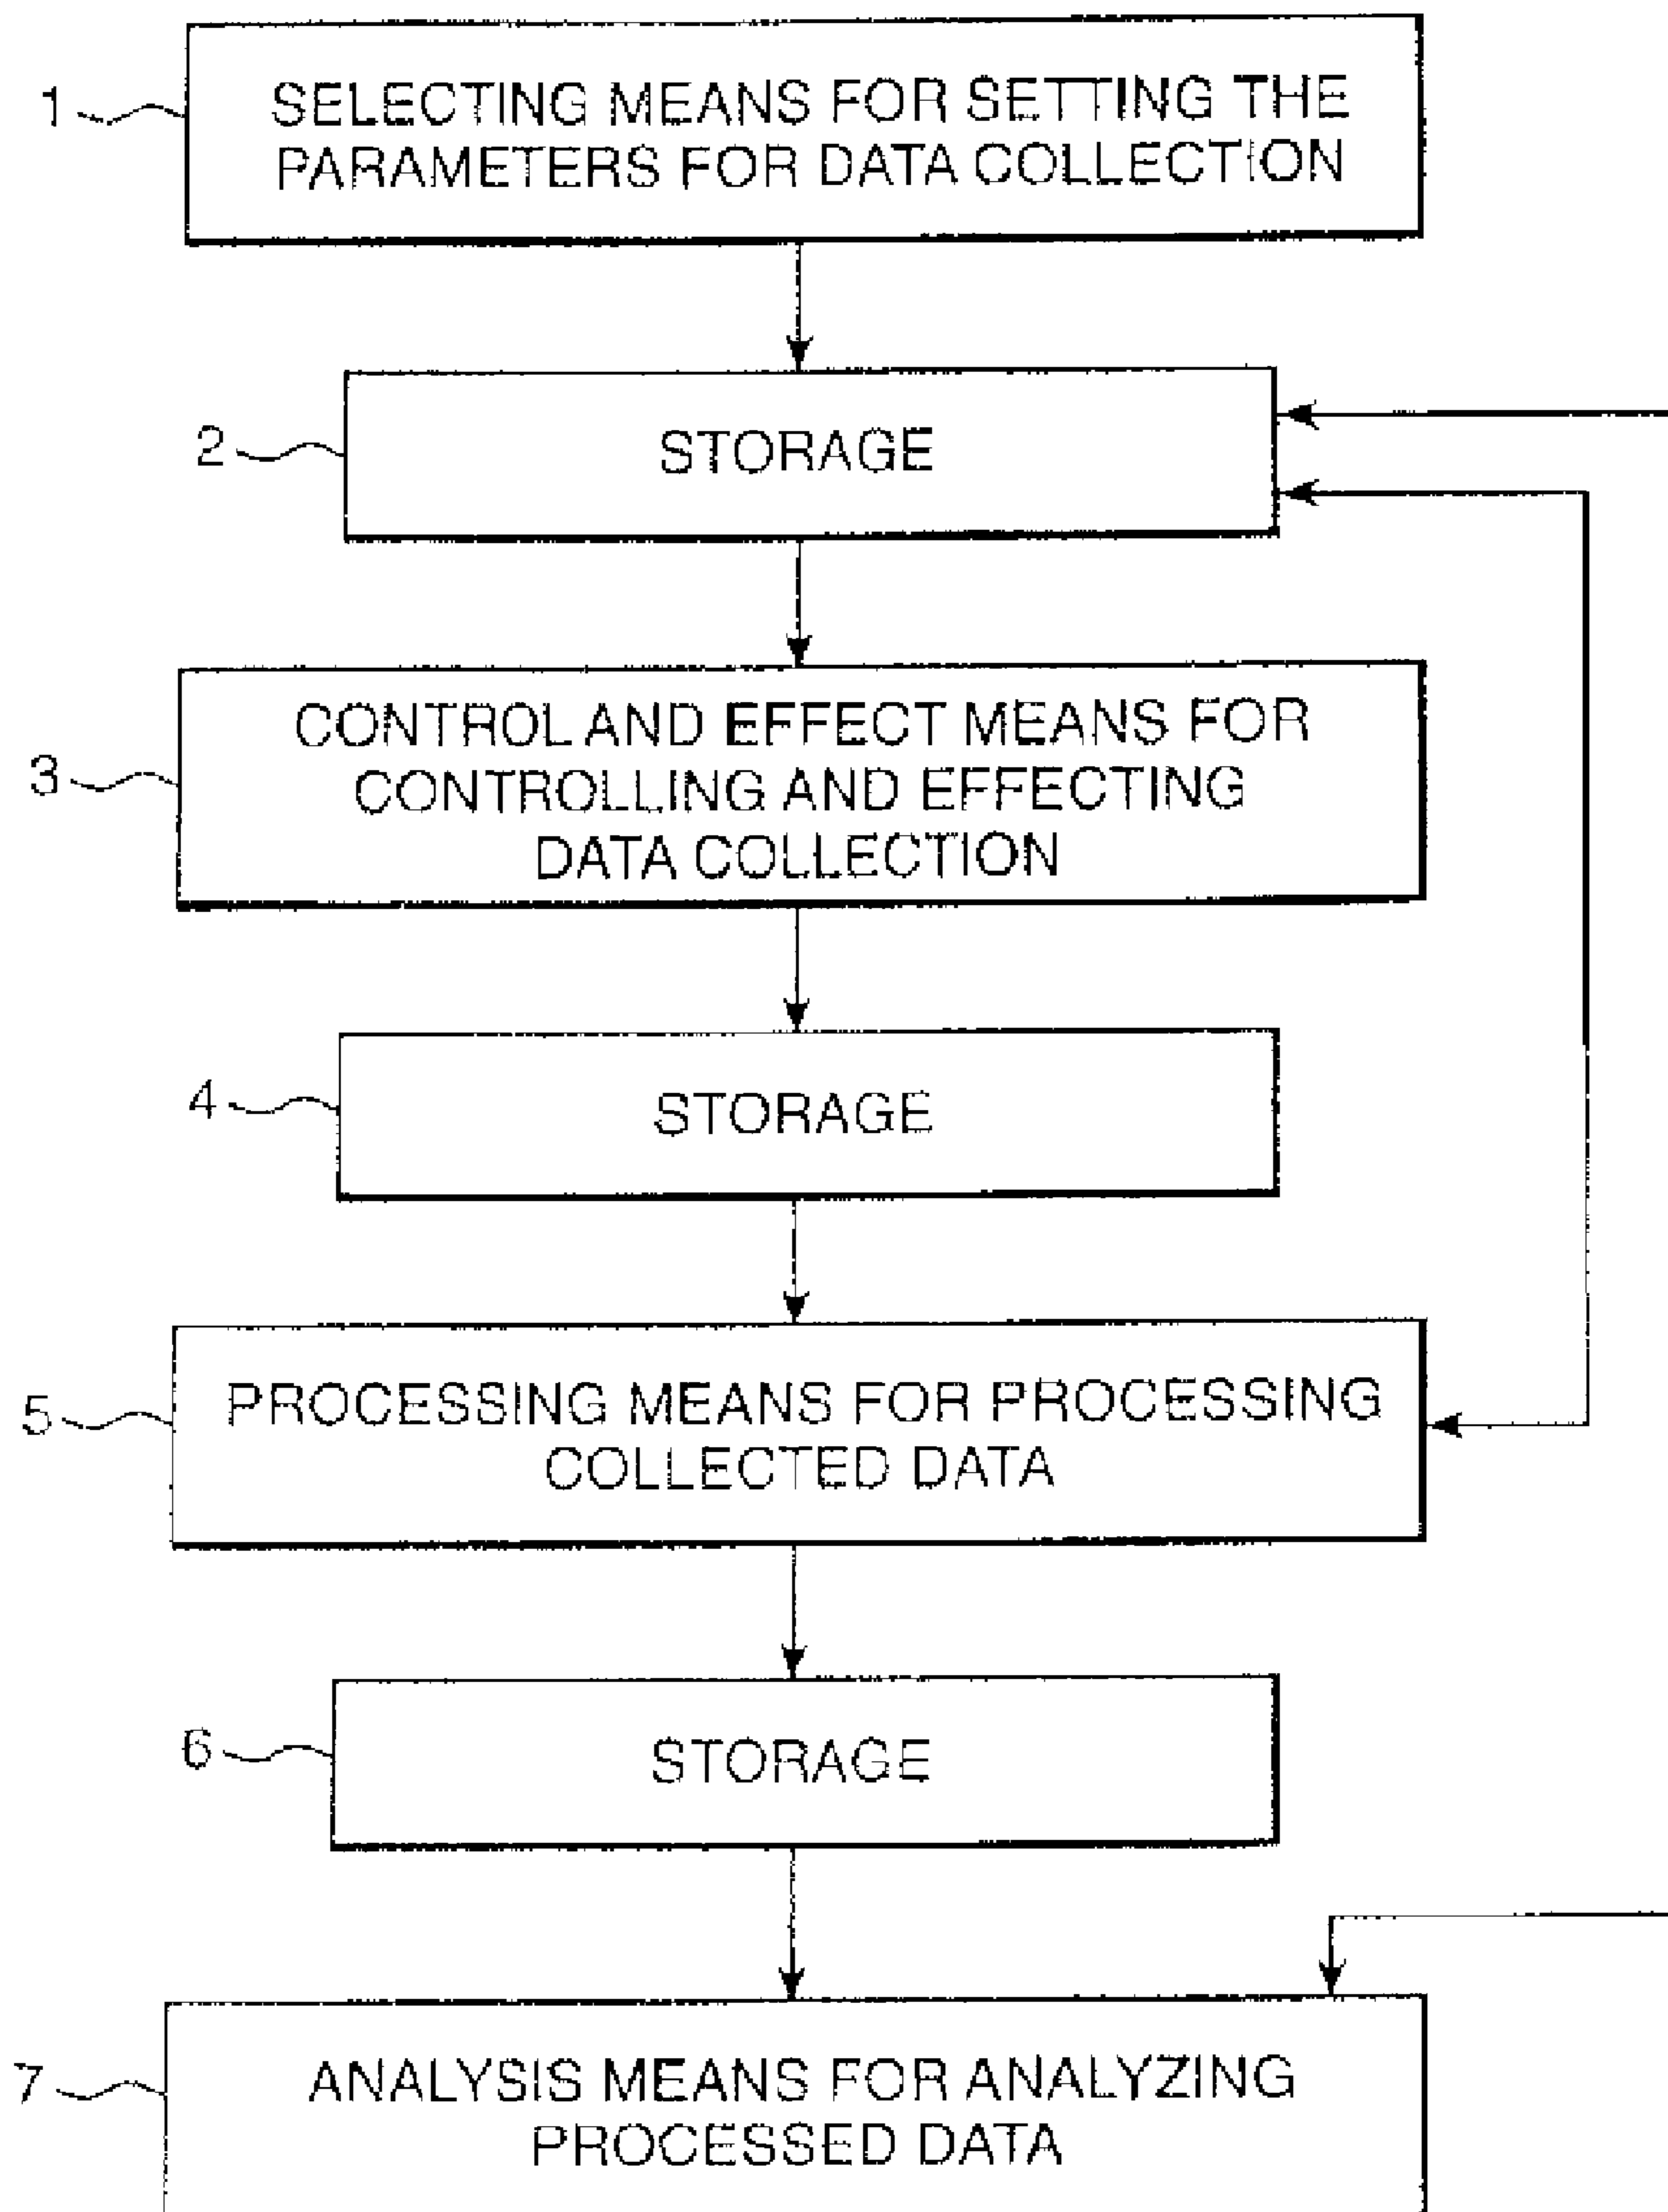 1
SELECTING MEANS FOR SETTING THE
PARAMETERS FOR DATA COLLECTION
2
STORAGE
3
CONTROL AND EFFECT MEANS FOR
CONTROLLING AND EFFECTING
DATA COLLECTION
4
STORAGE
5
PROCESSING MEANS FOR PROCESSING
COLLECTED DATA
6
STORAGE
7
ANALYSIS MEANS FOR ANALYZING
PROCESSED DATA